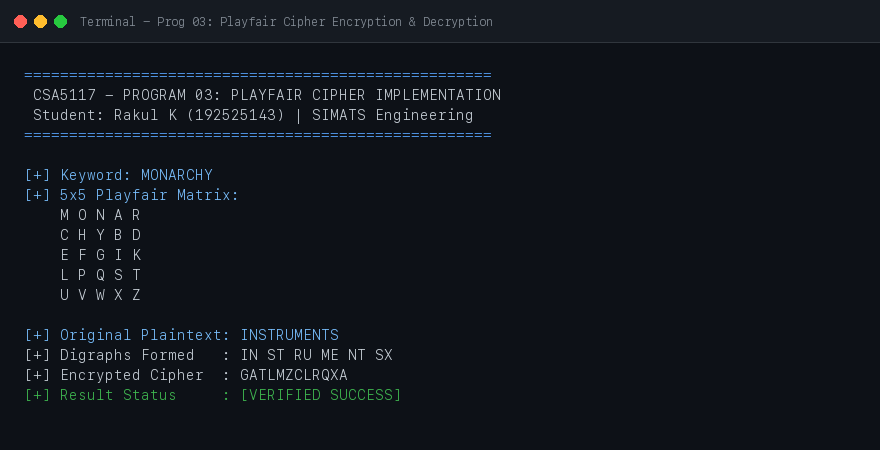 Terminal — Prog 03: Playfair Cipher Encryption & Decryption
====================================================
CSA5117 — PROGRAM 03: PLAYFAIR CIPHER IMPLEMENTATION
Student: Rakul K (192525143) | SIMATS Engineering
====================================================
[+] Keyword: MONARCHY
[+] 5x5 Playfair Matrix:
M O N A R
C H Y B D
E F G I K
L P Q S T
U V W X Z
[+] Original Plaintext: INSTRUMENTS
[+] Digraphs Formed   : IN ST RU ME NT SX
[+] Encrypted Cipher  : GATLMZCLRQXA
[+] Result Status     : [VERIFIED SUCCESS]